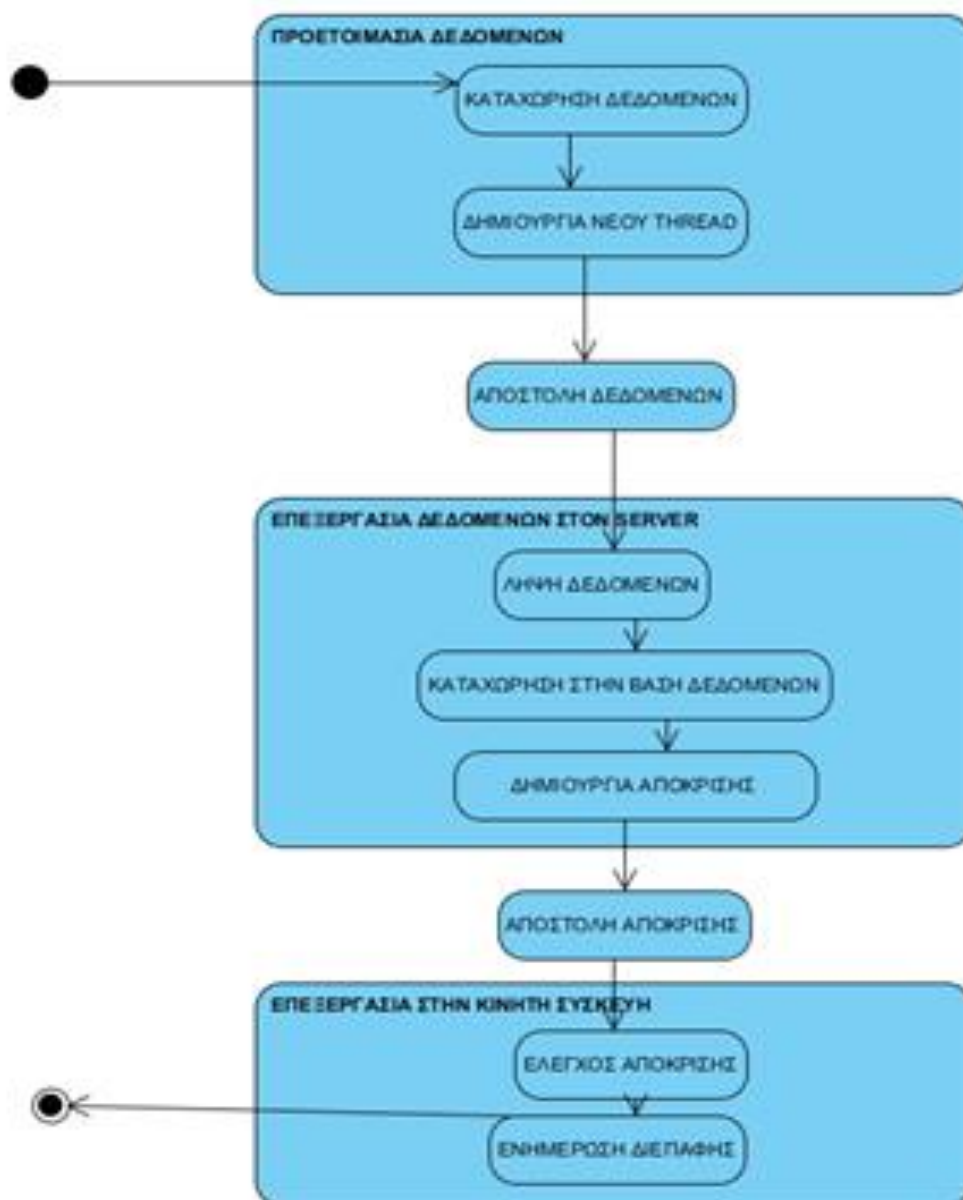 ΠΡΟΕΤΟΙΜΑΣΙΑ ΔΕΔΟΜΕΝΩΝ
ΚΑΤΑΧΩΡΗΣΗ ΔΕΔΟΜΕΝΩΝ
ΔΗΜΙΟΥΡΓΙΑ ΝΕΟΥ THREAD
ΑΠΟΣΤΟΛΗ ΔΕΔΟΜΕΝΩΝ
ΕΠΕΞΕΡΓΑΣΙΑ ΔΕΔΟΜΕΝΩΝ ΣΤΟΝ SERVER
ΛΗΨΗ ΔΕΔΟΜΕΝΩΝ
ΚΑΤΑΧΩΡΗΣΗ ΣΤΗΝ ΒΑΣΗ ΔΕΔΟΜΕΝΩΝ
ΔΗΜΙΟΥΡΓΙΑ ΑΠΟΚΡΙΣΗΣ
ΑΠΟΣΤΟΛΗ ΑΠΟΚΡΙΣΗΣ
ΕΠΕΞΕΡΓΑΣΙΑ ΣΤΗΝ ΚΙΝΗΤΗ ΣΥΣΚΕΥΗ
ΕΛΕΓΧΟΣ ΑΠΟΚΡΙΣΗΣ
ΕΝΗΜΕΡΩΣΗ ΔΙΕΠΑΦΗΣ